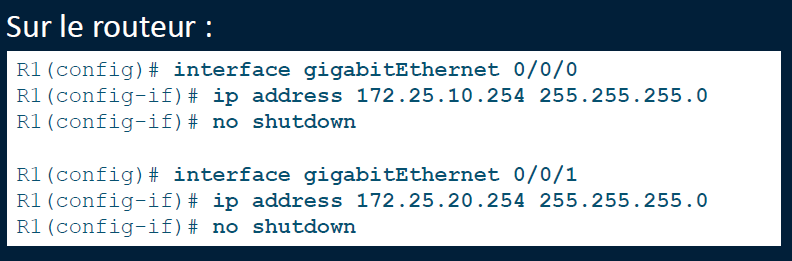 Sur le routeur :
R1(config)# interface gigabitEthernet 0/0/0
R1(config-if)# ip address 172.25.10.254 255.255.255.0
R1(config-if)# no shutdown
R1(config)# interface gigabitEthernet 0/0/1
R1(config-if)# ip address 172.25.20.254 255.255.255.0
R1(config-if)# no shutdown